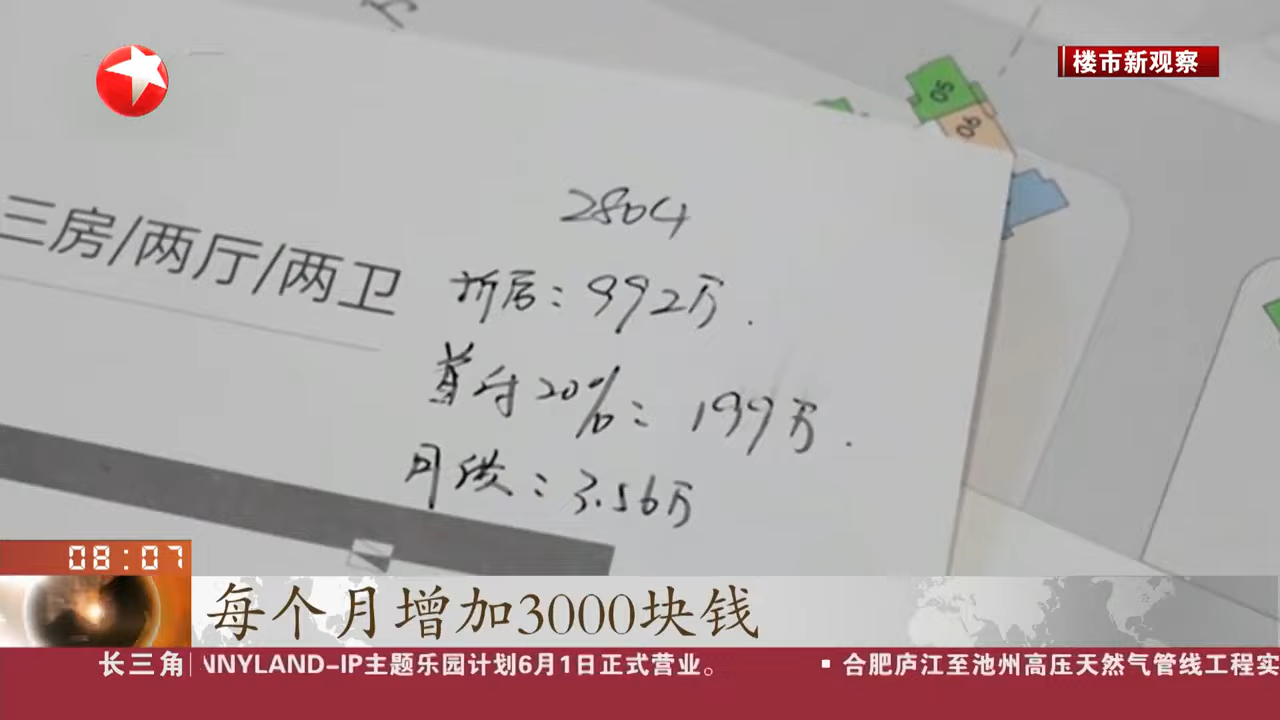 楼市新观察
05
06
2804
三房/两厅/两卫
折后：992万.
首付20%：199万.
月供：3.56万
08:07
每个月增加3000块钱
长三角
NNYLAND-IP主题乐园计划6月1日正式营业。
▪ 合肥庐江至池州高压天然气管线工程实